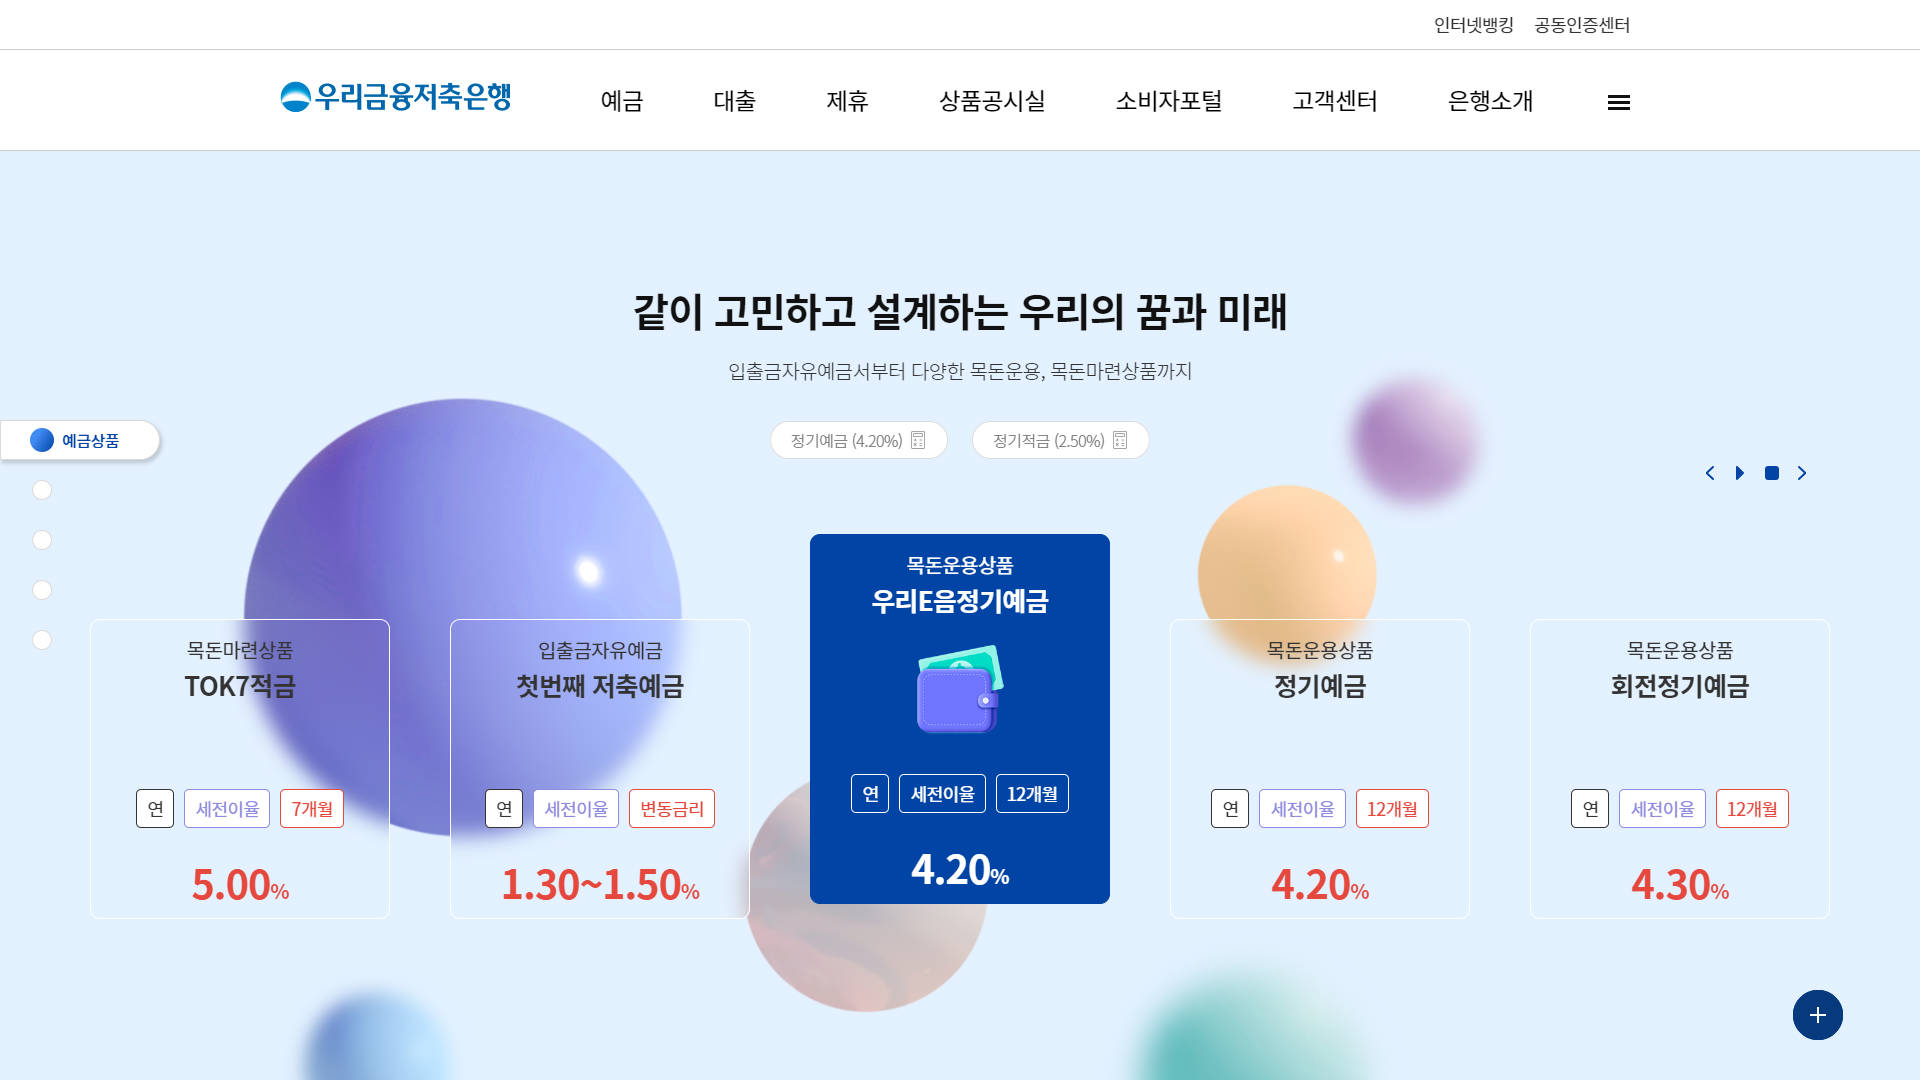 인터넷뱅킹 공동인증센터
우리금융저축은행
예금 대출 제휴 상품공시실 소비자포털 고객센터 은행소개
같이 고민하고 설계하는 우리의 꿈과 미래
입출금자유예금서부터 다양한 목돈운용, 목돈마련상품까지
정기예금 (4.20%) 정기적금 (2.50%)
예금상품
목돈마련상품
TOK7적금
연 세전이율 7개월
5.00%
입출금자유예금
첫번째 저축예금
연 세전이율 변동금리
1.30~1.50%
목돈운용상품
우리E음정기예금
연 세전이율 12개월
4.20%
목돈운용상품
정기예금
연 세전이율 12개월
4.20%
목돈운용상품
회전정기예금
연 세전이율 12개월
4.30%